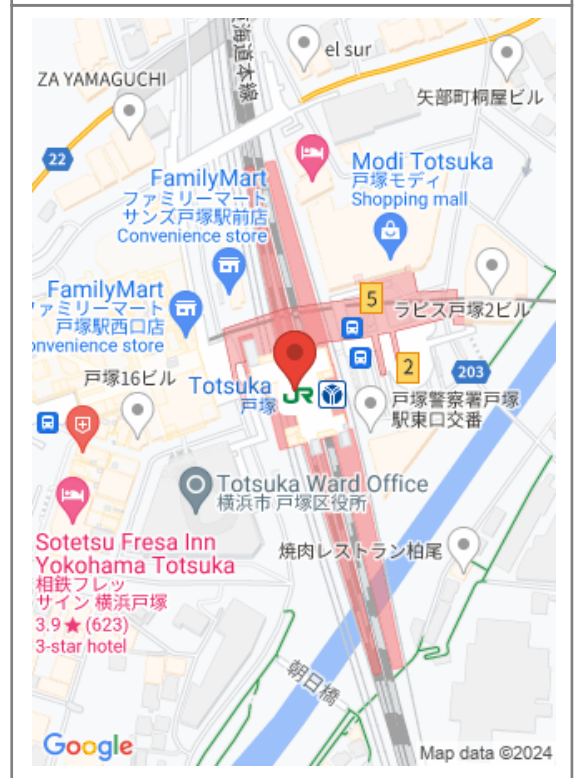 海道本線
el sur
ZA YAMAGUCHI
矢部町桐屋ビル
22
FamilyMart
ファミリーマート
サンズ戸塚駅前店
Convenience store
Modi Totsuka
戸塚モディ
Shopping mall
FamilyMart
ファミリーマート
戸塚駅西口店
onvenience store
5
ラピス戸塚2ビル
戸塚16ビル
Totsuka
戸塚
JR
2
203
戸塚警察署戸塚
駅東口交番
Totsuka Ward Office
横浜市 戸塚区役所
Sotetsu Fresa Inn
Yokohama Totsuka
相鉄フレッ
サイン 横浜戸塚
3.9★(623)
3-star hotel
焼肉レストラン柏尾
朝日橋
Google
Map data ©2024